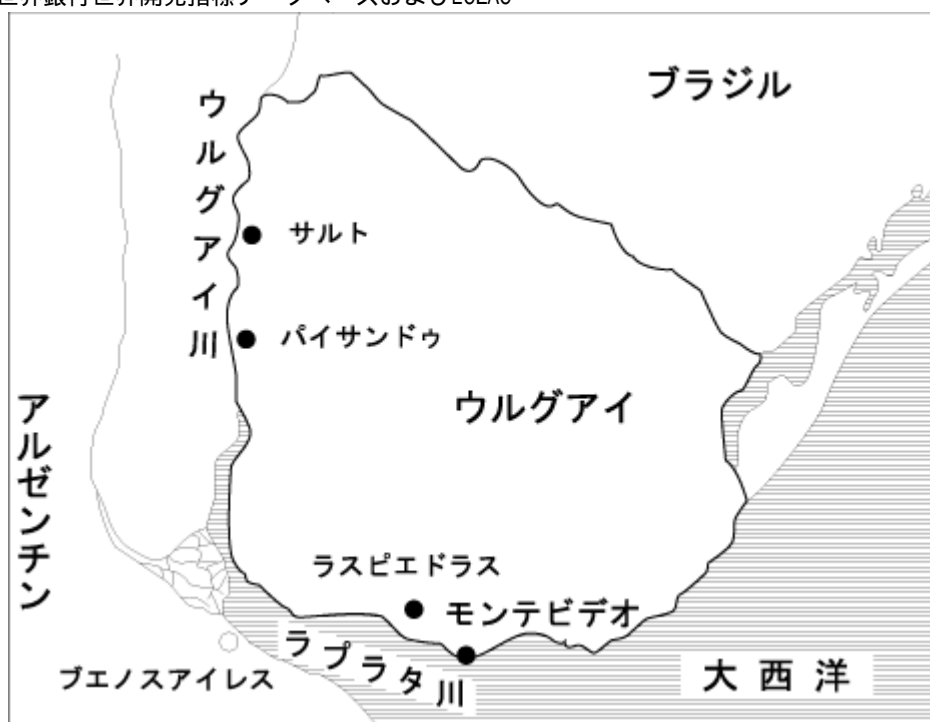 世界銀行世界開発指標データベースおよびECLAC
ブラジル
ウルグアイ川
サルト
パイサンドゥ
アルゼンチン
ウルグアイ
ラスピエドラス
モンテビデオ
ラプラタ川
ブエノスアイレス
大西洋